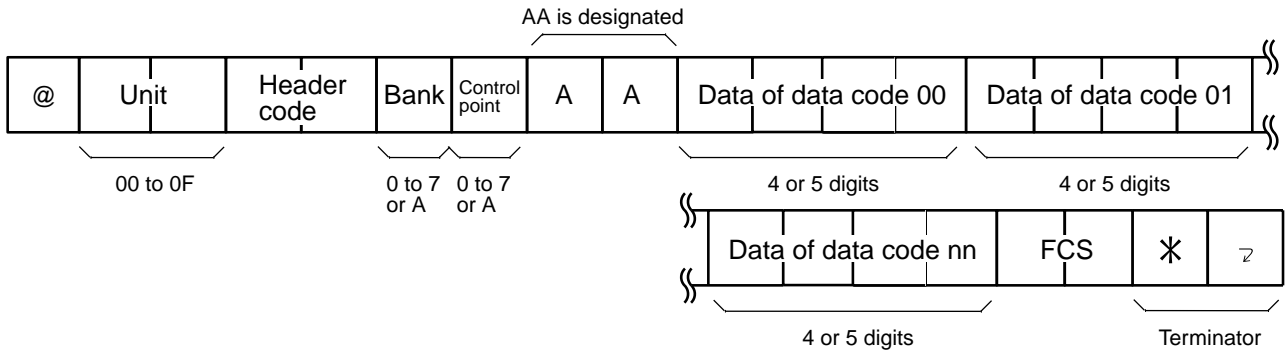 AA is designated
@ Unit Header code Bank Control point A A Data of data code 00 Data of data code 01
00 to 0F 0 to 7 or A 0 to 7 or A 4 or 5 digits 4 or 5 digits
Data of data code nn FCS *
4 or 5 digits Terminator